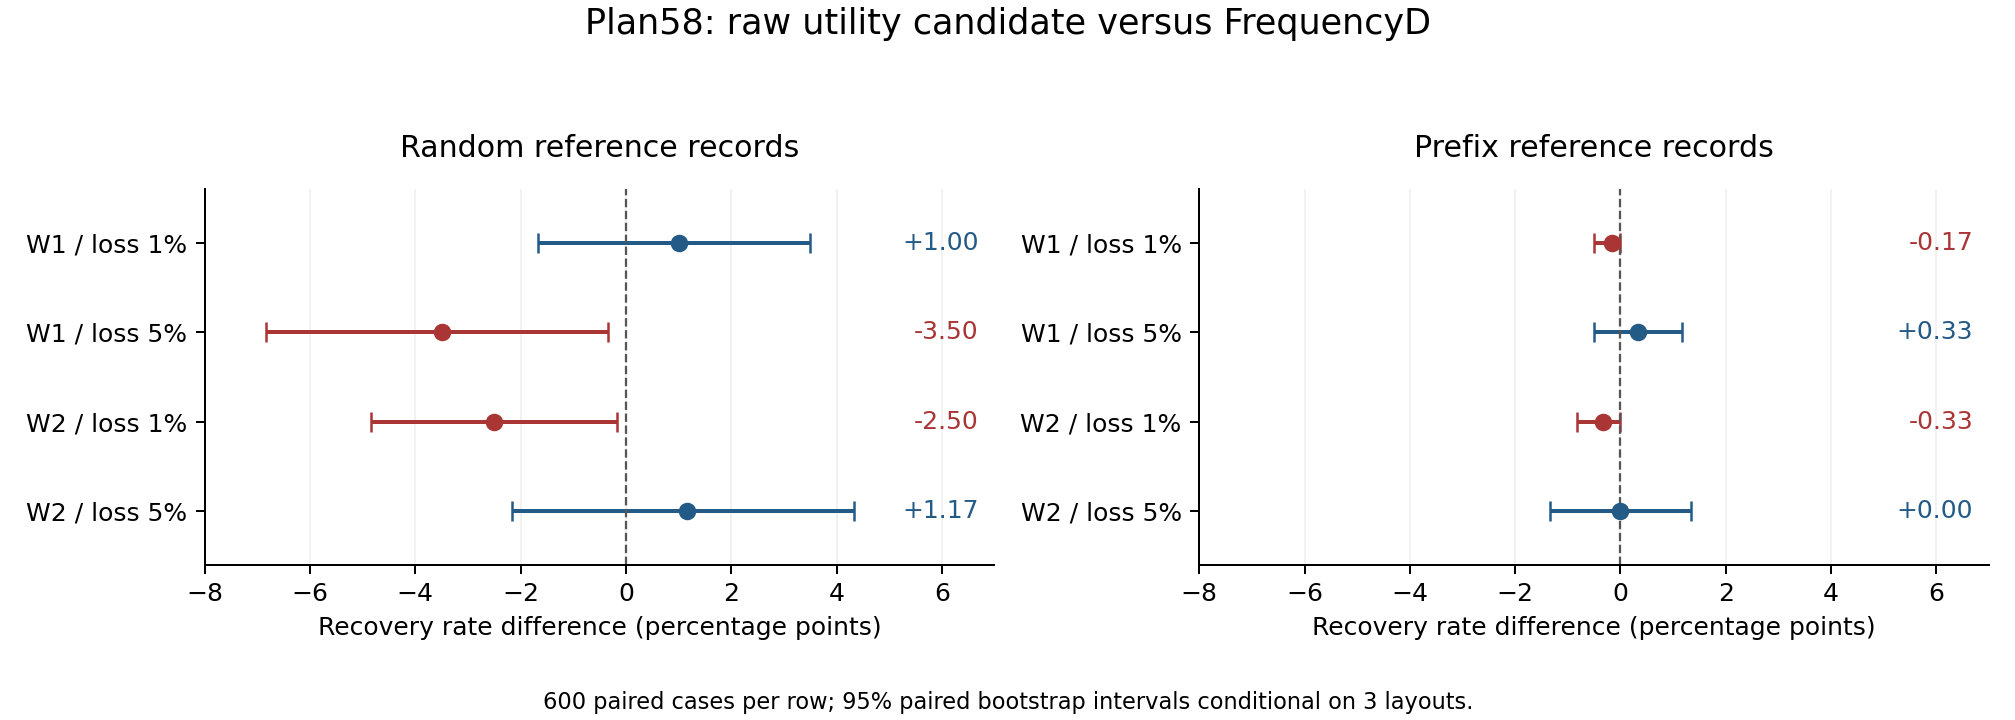 Plan58: raw utility candidate versus FrequencyD
Random reference records
W1 / loss 1%
+1.00
W1 / loss 5%
-3.50
W2 / loss 1%
-2.50
W2 / loss 5%
+1.17
−8 −6 −4 −2 0 2 4 6
Recovery rate difference (percentage points)
Prefix reference records
W1 / loss 1%
-0.17
W1 / loss 5%
+0.33
W2 / loss 1%
-0.33
W2 / loss 5%
+0.00
−8 −6 −4 −2 0 2 4 6
Recovery rate difference (percentage points)
600 paired cases per row; 95% paired bootstrap intervals conditional on 3 layouts.